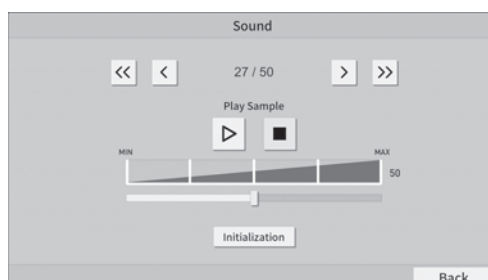 Sound
<< < 27 / 50 > >>
Play Sample
MIN MAX
50
Initialization
Back